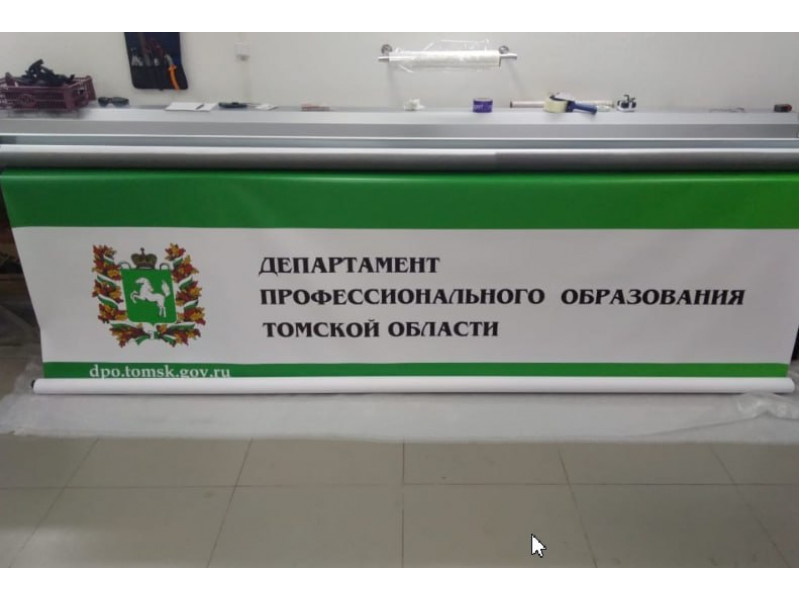 ДЕПАРТАМЕНТ
ПРОФЕССИОНАЛЬНОГО ОБРАЗОВАНИЯ
ТОМСКОЙ ОБЛАСТИ
dpo.tomsk.gov.ru